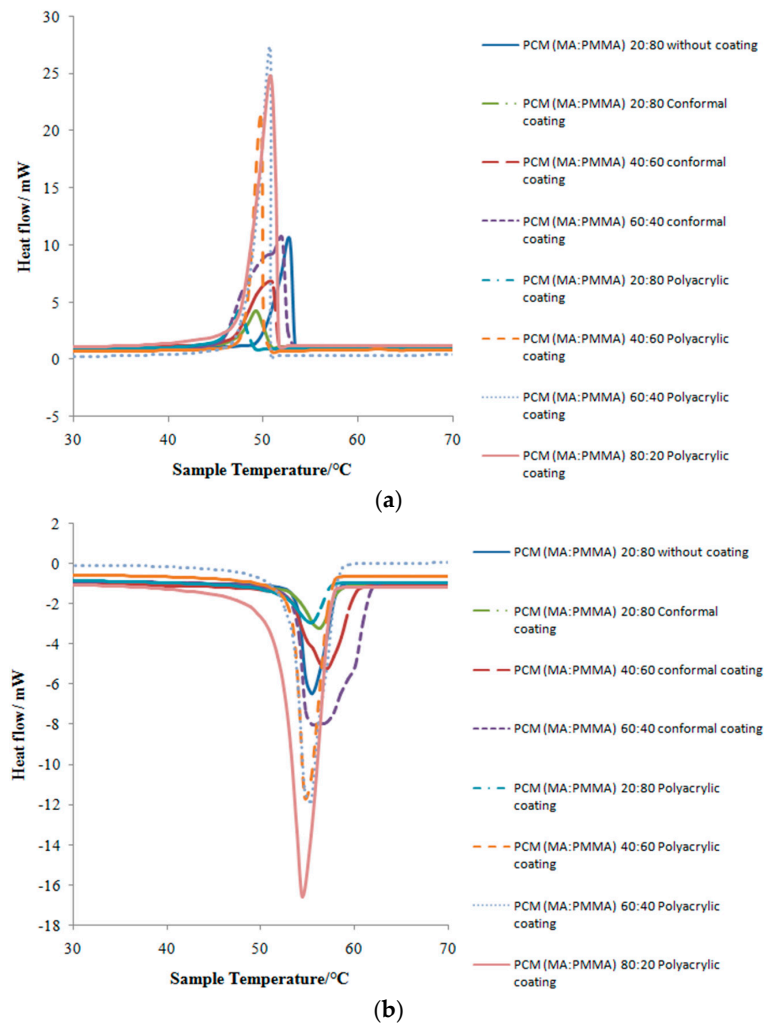 30
25
20
15
10
5
0
-5
Heat flow/ mW
30 40 50 60 70
Sample Temperature/°C
PCM (MA:PMMA) 20:80 without coating
PCM (MA:PMMA) 20:80 Conformal
coating
PCM (MA:PMMA) 40:60 conformal
coating
PCM (MA:PMMA) 60:40 conformal
coating
PCM (MA:PMMA) 20:80 Polyacrylic
coating
PCM (MA:PMMA) 40:60 Polyacrylic
coating
PCM (MA:PMMA) 60:40 Polyacrylic
coating
PCM (MA:PMMA) 80:20 Polyacrylic
coating
(a)
2
0
-2
-4
-6
-8
-10
-12
-14
-16
-18
Heat flow/ mW
30 40 50 60 70
Sample Temperature/°C
PCM (MA:PMMA) 20:80 without coating
PCM (MA:PMMA) 20:80 Conformal
coating
PCM (MA:PMMA) 40:60 conformal coating
PCM (MA:PMMA) 60:40 conformal coating
PCM (MA:PMMA) 20:80 Polyacrylic
coating
PCM (MA:PMMA) 40:60 Polyacrylic
coating
PCM (MA:PMMA) 60:40 Polyacrylic
coating
PCM (MA:PMMA) 80:20 Polyacrylic
coating
(b)